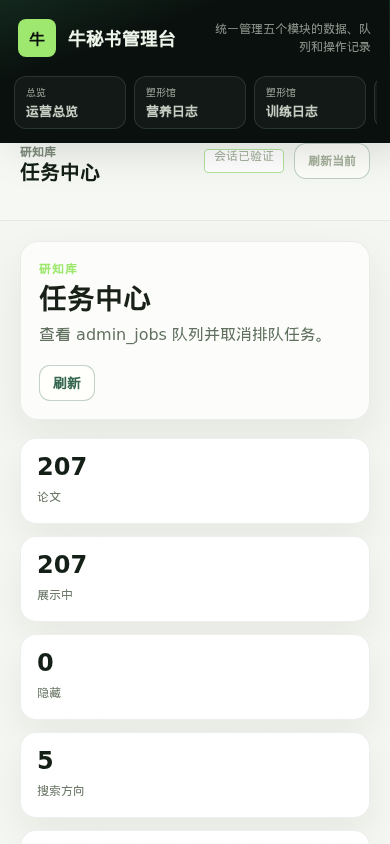 牛
牛秘书管理台
统一管理五个模块的数据、队
列和操作记录
总览
运营总览
塑形馆
营养日志
塑形馆
训练日志
研知库
任务中心
会话已验证
刷新当前
研知库
任务中心
查看 admin_jobs 队列并取消排队任务。
刷新
207
论文
207
展示中
0
隐藏
5
搜索方向